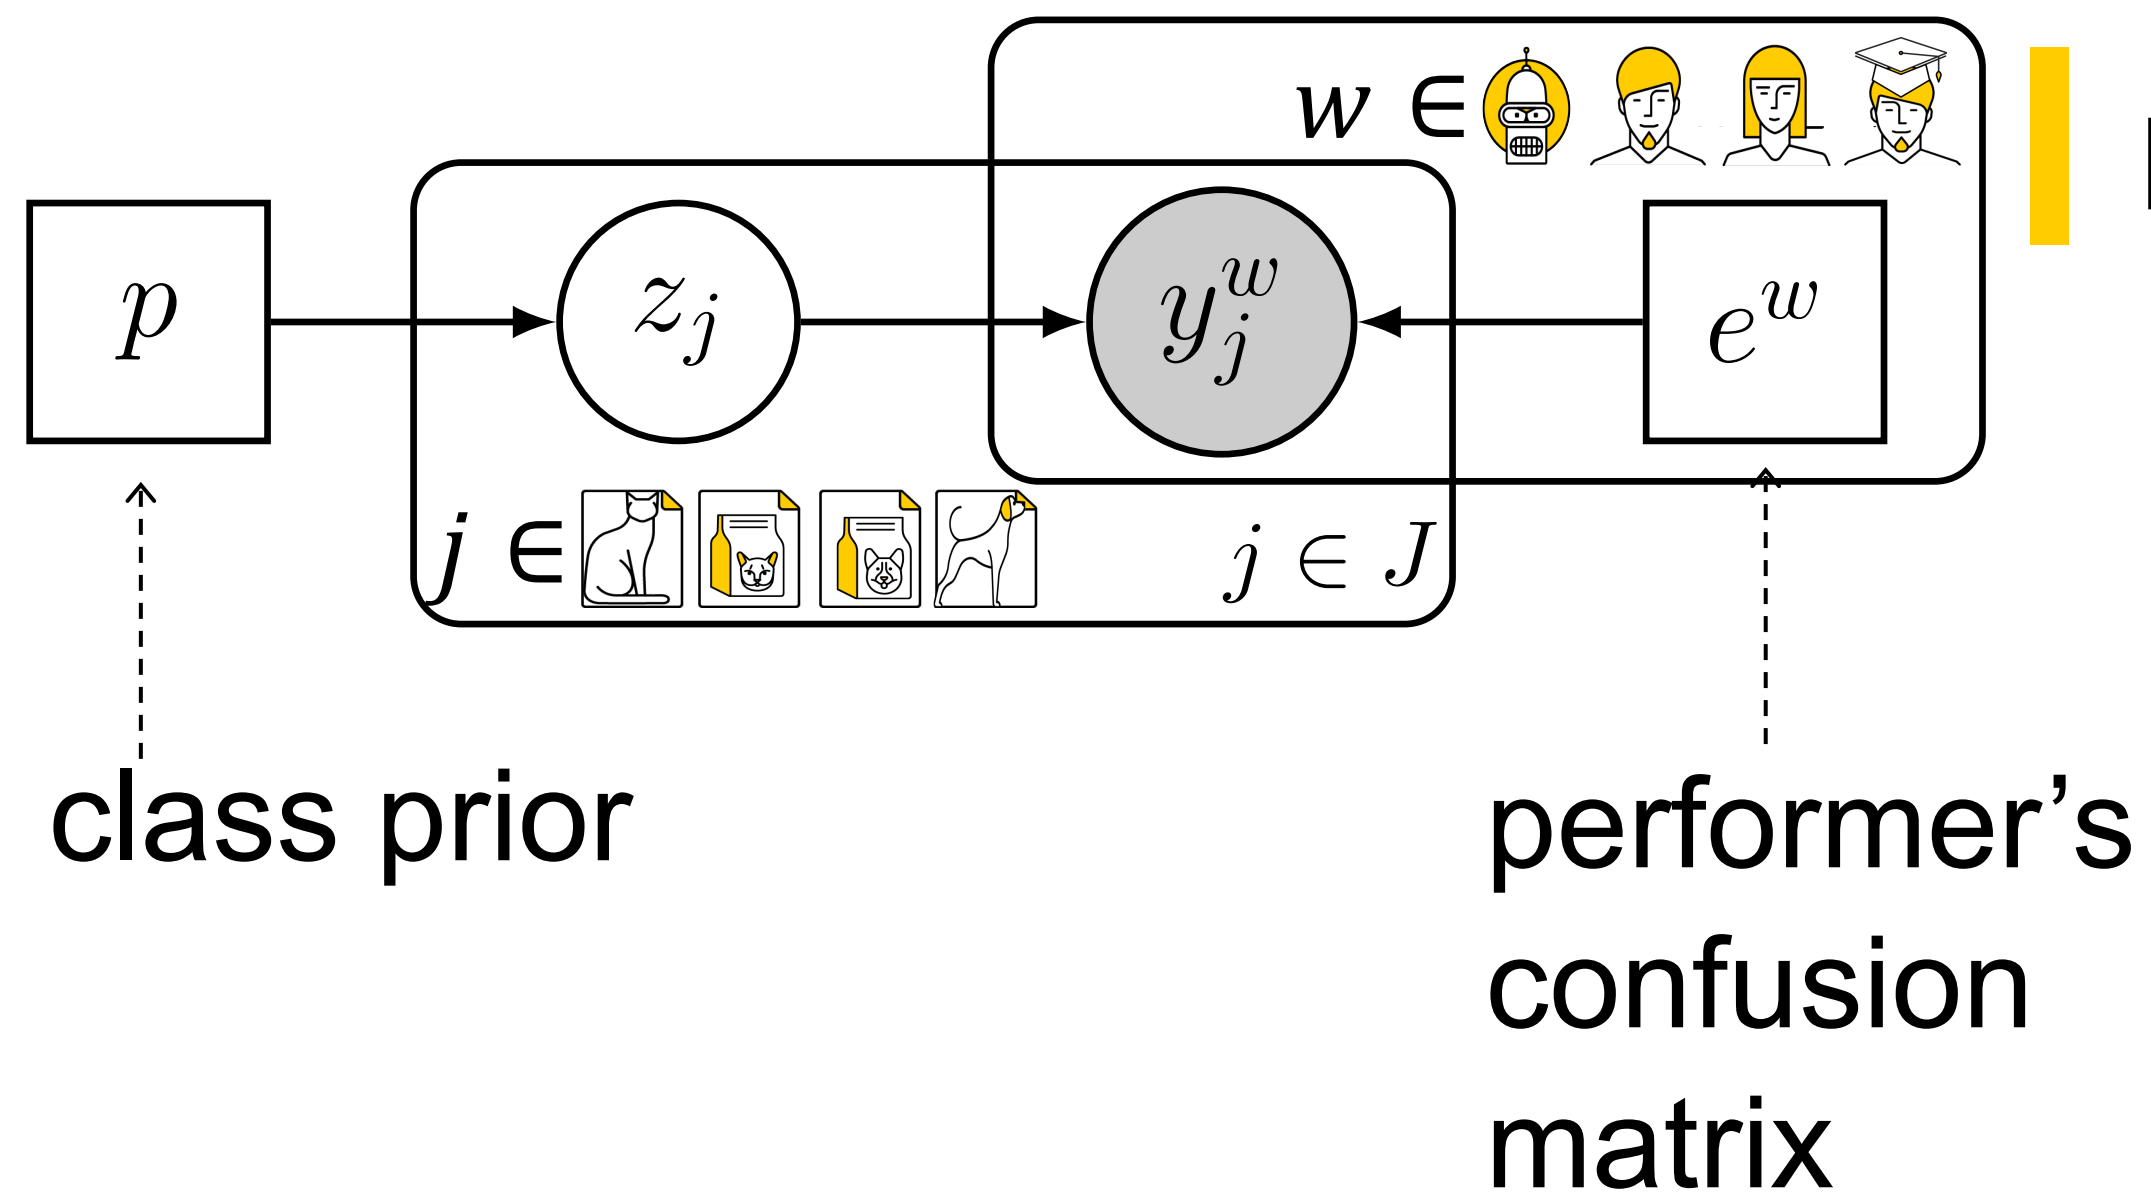 w ∈
p
z_j
y_j^w
e^w
j ∈
j ∈ J
class prior
performer’s
confusion
matrix